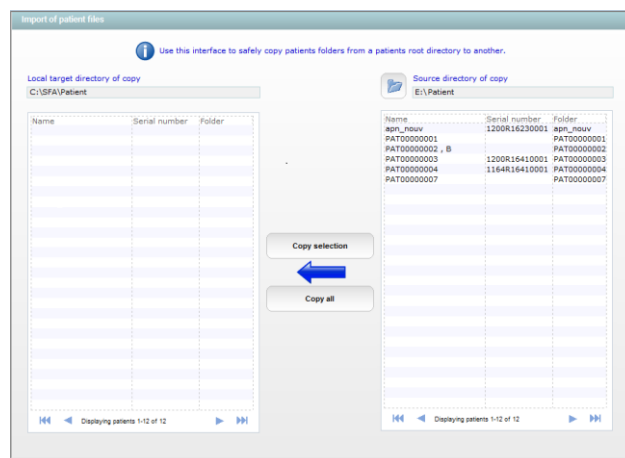 Import of patient files
Use this interface to safely copy patients folders from a patients root directory to another.
Local target directory of copy
C:\SFA\Patient
Name Serial number Folder
Displaying patients 1-12 of 12
Copy selection
Copy all
Source directory of copy
E:\Patient
Name Serial number Folder
apn_nouv 1200R16230001 apn_nouv
PAT00000001 PAT00000001
PAT00000002 , B PAT00000002
PAT00000003 1200R16410001 PAT00000003
PAT00000004 1164R16410001 PAT00000004
PAT00000007 PAT00000007
Displaying patients 1-12 of 12